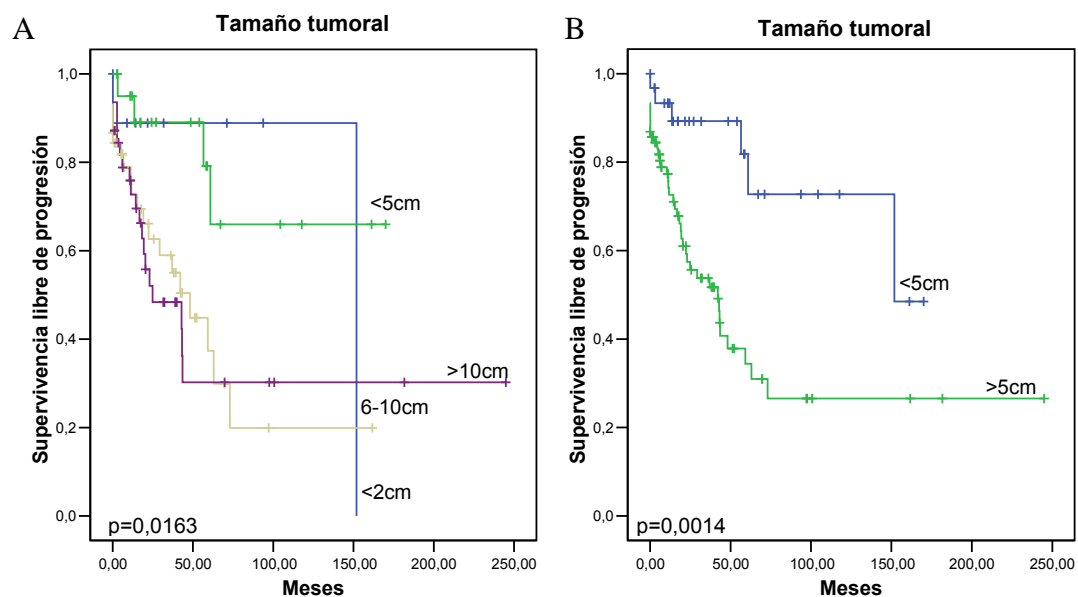 A
Tamaño tumoral
Supervivencia libre de progresión
1,0
0,8
0,6
0,4
0,2
0,0
<5cm
>10cm
6-10cm
<2cm
p=0,0163
0,00 50,00 100,00 150,00 200,00 250,00
Meses
B
Tamaño tumoral
Supervivencia libre de progresión
1,0
0,8
0,6
0,4
0,2
0,0
<5cm
>5cm
p=0,0014
0,00 50,00 100,00 150,00 200,00 250,00
Meses